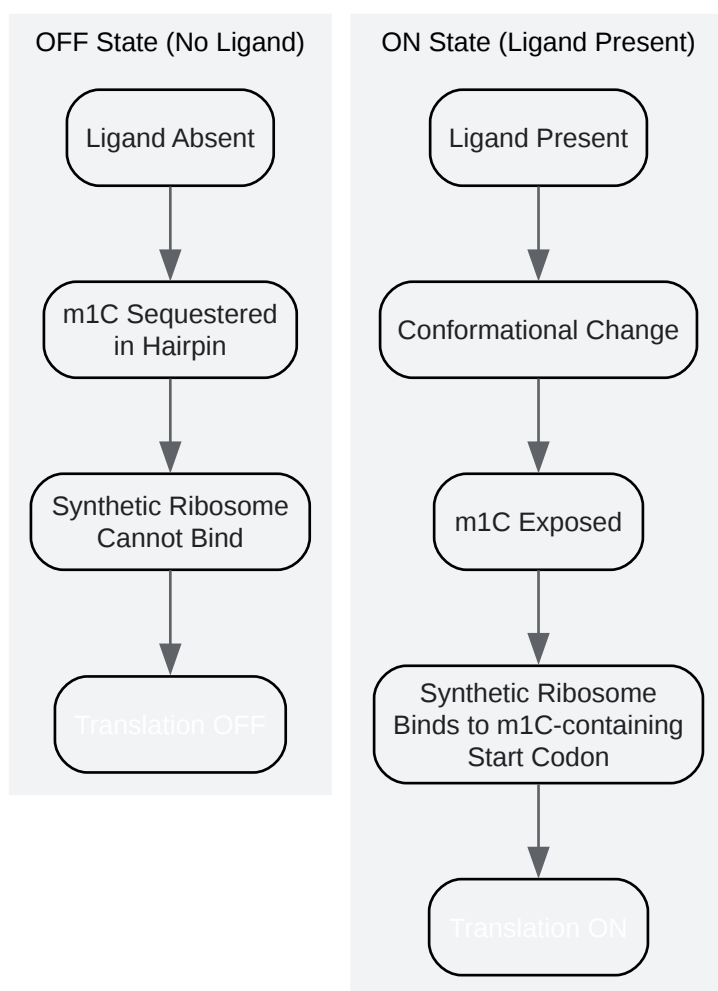 OFF State (No Ligand)
Ligand Absent
m1C Sequestered
in Hairpin
Synthetic Ribosome
Cannot Bind
Translation OFF
ON State (Ligand Present)
Ligand Present
Conformational Change
m1C Exposed
Synthetic Ribosome
Binds to m1C-containing
Start Codon
Translation ON